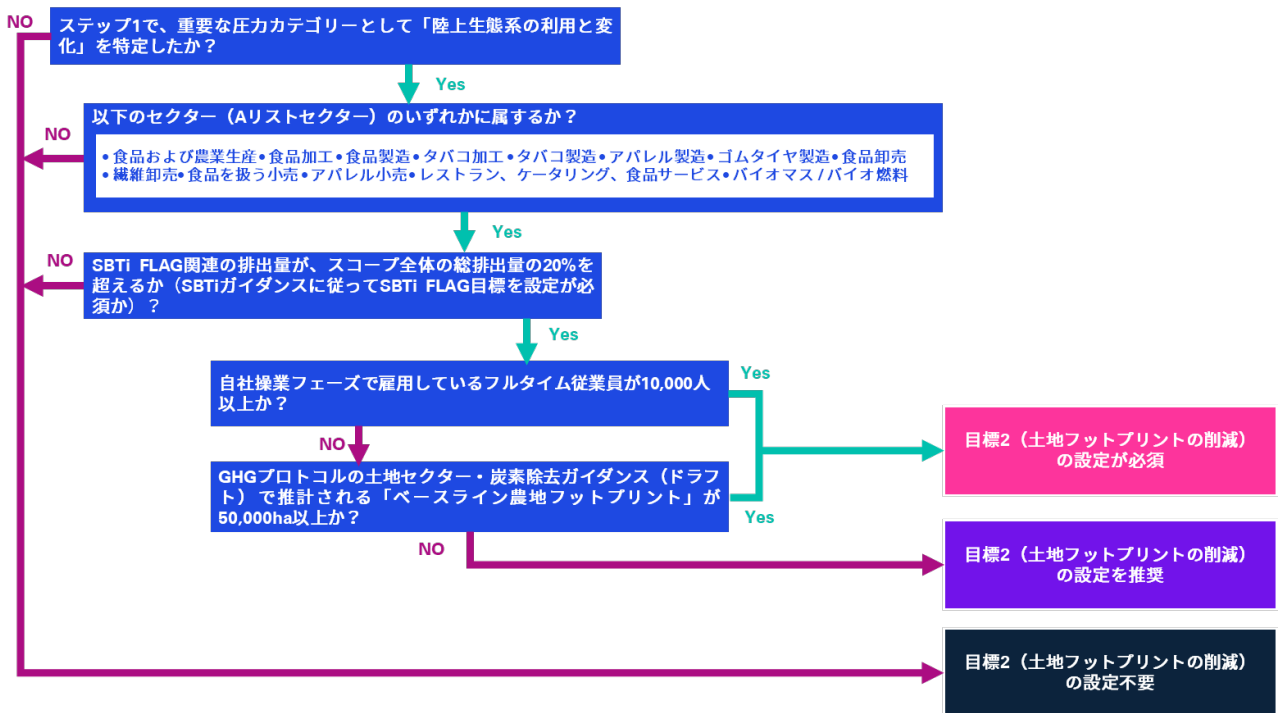 NO
ステップ1で、重要な圧力カテゴリーとして「陸上生態系の利用と変
化」を特定したか？
Yes
以下のセクター（Aリストセクター）のいずれかに属するか？
NO
• 食品および農業生産• 食品加工 • 食品製造 • タバコ加工 • タバコ製造 • アパレル製造 • ゴムタイヤ製造 • 食品卸売
• 繊維卸売• 食品を扱う小売 • アパレル小売• レストラン、ケータリング、食品サービス • バイオマス / バイオ燃料
Yes
NO
SBTi FLAG関連の排出量が、スコープ全体の総排出量の20%を
超えるか（SBTiガイダンスに従ってSBTi FLAG目標を設定が必
須か）？
Yes
自社操業フェーズで雇用しているフルタイム従業員が10,000人
以上か？
Yes
NO
GHGプロトコルの土地セクター・炭素除去ガイダンス（ドラフ
ト）で推計される「ベースライン農地フットプリント」が
50,000ha以上か？
Yes
NO
目標2（土地フットプリントの削減）
の設定が必須
目標2（土地フットプリントの削減）
の設定を推奨
目標2（土地フットプリントの削減）
の設定不要